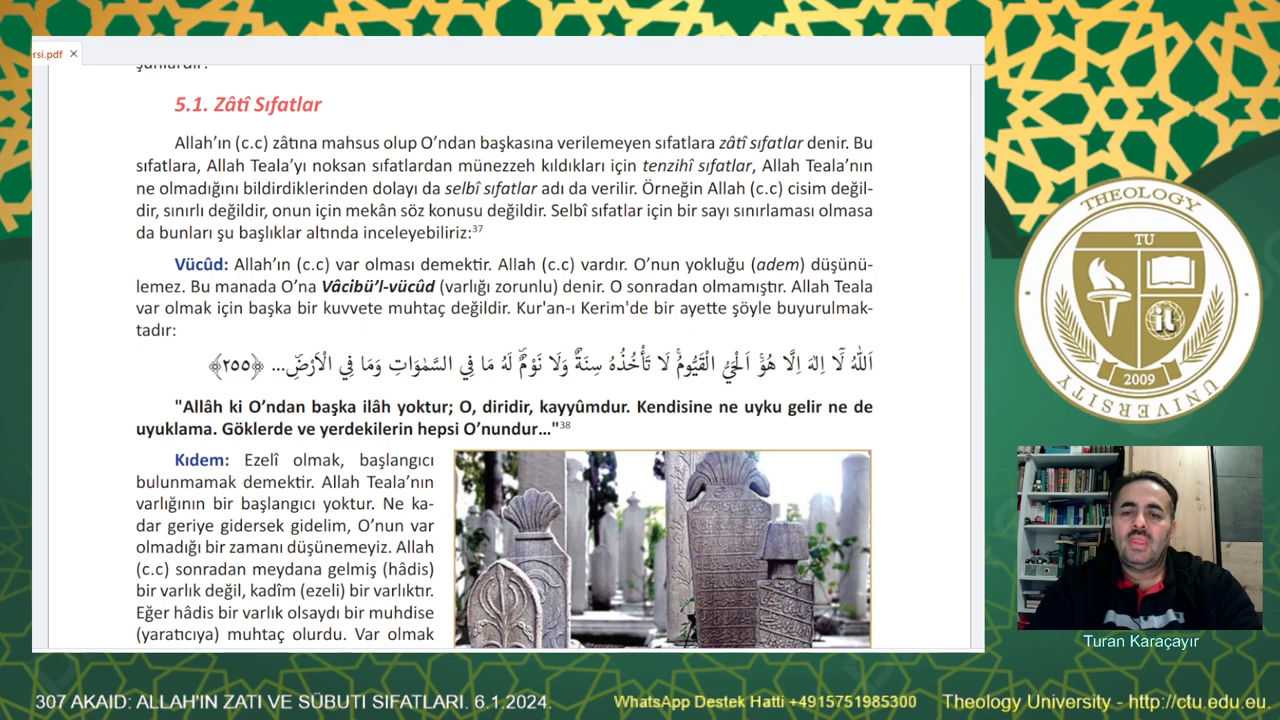 rsi.pdf ×
şunlardır:
5.1. Zâtî Sıfatlar
Allah’ın (c.c) zâtına mahsus olup O’ndan başkasına verilemeyen sıfatlara zâtî sıfatlar denir. Bu
sıfatlara, Allah Teala’yı noksan sıfatlardan münezzeh kıldıkları için tenzihî sıfatlar, Allah Teala’nın
ne olmadığını bildirdiklerinden dolayı da selbî sıfatlar adı da verilir. Örneğin Allah (c.c) cisim değil-
dir, sınırlı değildir, onun için mekân söz konusu değildir. Selbî sıfatlar için bir sayı sınırlaması olmasa
da bunları şu başlıklar altında inceleyebiliriz:37
Vücûd: Allah’ın (c.c) var olması demektir. Allah (c.c) vardır. O’nun yokluğu (adem) düşünü-
lemez. Bu manada O’na Vâcibü’l-vücûd (varlığı zorunlu) denir. O sonradan olmamıştır. Allah Teala
var olmak için başka bir kuvvete muhtaç değildir. Kur'an-ı Kerim'de bir ayette şöyle buyurulmak-
tadır:
اَللّٰهُ لَٓا اِلٰهَ اِلَّا هُوَۚ اَلْحَيُّ الْقَيُّومُۚ لَا تَأْخُذُهُ سِنَةٌ وَلَا نَوْمٌۜ لَهُ مَا فِي السَّمٰوَاتِ وَمَا فِي الْاَرْضِۜ... ﴿٢٥٥﴾
"Allâh ki O’ndan başka ilâh yoktur; O, diridir, kayyûmdur. Kendisine ne uyku gelir ne de
uyuklama. Göklerde ve yerdekilerin hepsi O’nundur..."38
Kıdem: Ezelî olmak, başlangıcı
bulunmamak demektir. Allah Teala’nın
varlığının bir başlangıcı yoktur. Ne ka-
dar geriye gidersek gidelim, O’nun var
olmadığı bir zamanı düşünemeyiz. Allah
(c.c) sonradan meydana gelmiş (hâdis)
bir varlık değil, kadîm (ezeli) bir varlıktır.
Eğer hâdis bir varlık olsaydı bir muhdise
(yaratıcıya) muhtaç olurdu. Var olmak
THEOLOGY
TU
2009
UNIVERSITY
Turan Karaçayır
307 AKAID: ALLAH'IN ZATI VE SÜBUTI SIFATLARI. 6.1.2024.
WhatsApp Destek Hatti +4915751985300
Theology University - http://ctu.edu.eu.